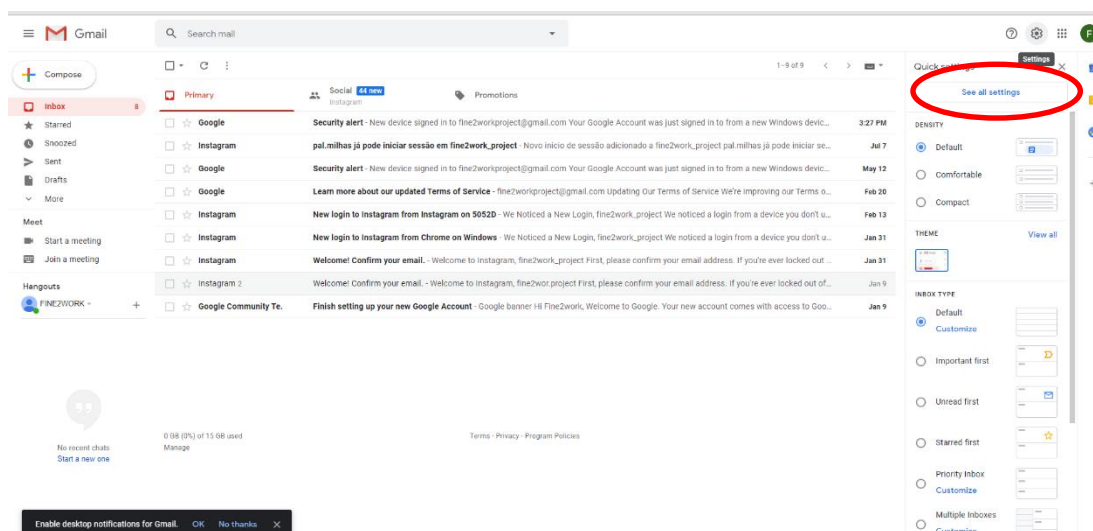 Gmail
Search mail
F
Settings
Compose
1–9 of 9
Quick settings
See all settings
Inbox 8
Primary
Social 44 new
Instagram
Promotions
Starred
Snoozed
Sent
Drafts
More
Google Security alert - New device signed in to fine2workproject@gmail.com Your Google Account was just signed in to from a new Windows devic... 3:27 PM
Instagram pal.milhas já pode iniciar sessão em fine2work_project - Novo início de sessão adicionado a fine2work_project pal.milhas já pode iniciar se... Jul 7
Google Security alert - New device signed in to fine2workproject@gmail.com Your Google Account was just signed in to from a new Windows devic... May 12
Google Learn more about our updated Terms of Service - fine2workproject@gmail.com Updating Our Terms of Service We're improving our Terms o... Feb 20
Instagram New login to Instagram from Instagram on 5052D - We Noticed a New Login, fine2work_project We noticed a login from a device you don't u... Feb 13
Instagram New login to Instagram from Chrome on Windows - We Noticed a New Login, fine2work_project We noticed a login from a device you don't u... Jan 31
Instagram Welcome! Confirm your email. - Welcome to Instagram, fine2work_project First, please confirm your email address. If you're ever locked out ... Jan 31
Instagram 2 Welcome! Confirm your email. - Welcome to Instagram, fine2wor.project First, please confirm your email address. If you're ever locked out of... Jan 9
Google Community Te. Finish setting up your new Google Account - Google banner Hi Fine2work, Welcome to Google. Your new account comes with access to Goo... Jan 9
Meet
Start a meeting
Join a meeting
Hangouts
FINE2WORK
No recent chats
Start a new one
0 GB (0%) of 15 GB used
Manage
Terms · Privacy · Program Policies
DENSITY
Default
Comfortable
Compact
THEME View all
INBOX TYPE
Default
Customize
Important first
Unread first
Starred first
Priority Inbox
Customize
Multiple Inboxes
Customize
Enable desktop notifications for Gmail. OK No thanks X